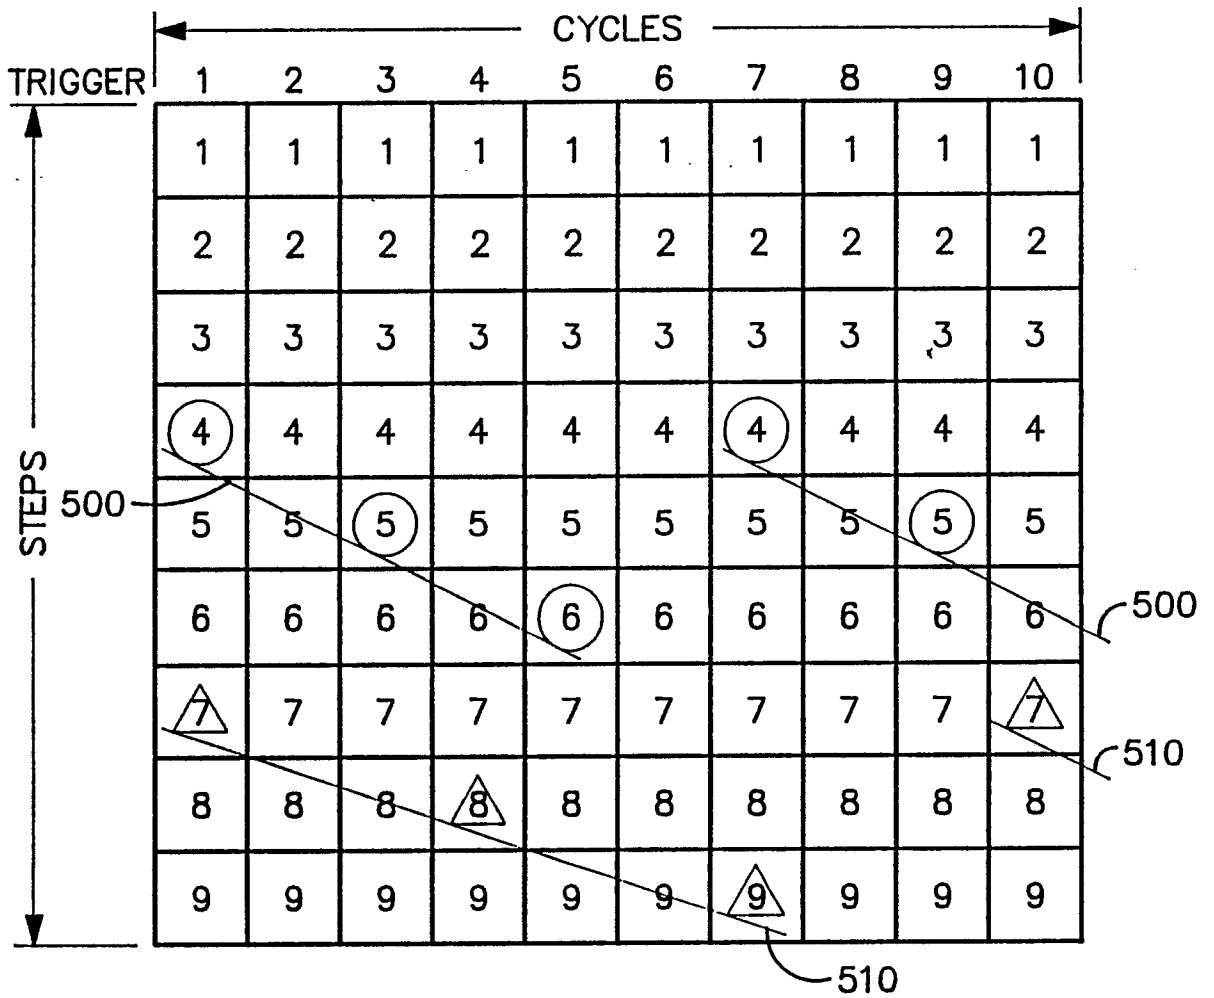 CYCLES
TRIGGER 1 2 3 4 5 6 7 8 9 10
1 1 1 1 1 1 1 1 1 1
2 2 2 2 2 2 2 2 2 2
3 3 3 3 3 3 3 3 3 3
4 4 4 4 4 4 4 4 4 4
STEPS
500
5 5 5 5 5 5 5 5 5 5
6 6 6 6 6 6 6 6 6 6
500
7 7 7 7 7 7 7 7 7 7
510
8 8 8 8 8 8 8 8 8 8
9 9 9 9 9 9 9 9 9 9
510